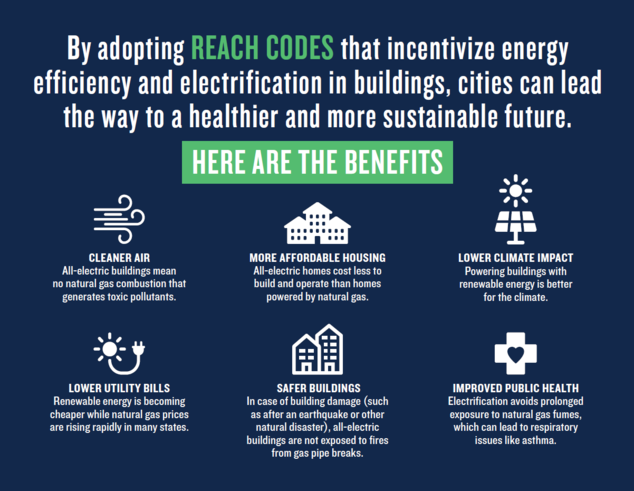 By adopting REACH CODES that incentivize energy
efficiency and electrification in buildings, cities can lead
the way to a healthier and more sustainable future.
HERE ARE THE BENEFITS
CLEANER AIR
All-electric buildings mean
no natural gas combustion that
generates toxic pollutants.
MORE AFFORDABLE HOUSING
All-electric homes cost less to
build and operate than homes
powered by natural gas.
LOWER CLIMATE IMPACT
Powering buildings with
renewable energy is better
for the climate.
LOWER UTILITY BILLS
Renewable energy is becoming
cheaper while natural gas prices
are rising rapidly in many states.
SAFER BUILDINGS
In case of building damage (such
as after an earthquake or other
natural disaster), all-electric
buildings are not exposed to fires
from gas pipe breaks.
IMPROVED PUBLIC HEALTH
Electrification avoids prolonged
exposure to natural gas fumes,
which can lead to respiratory
issues like asthma.